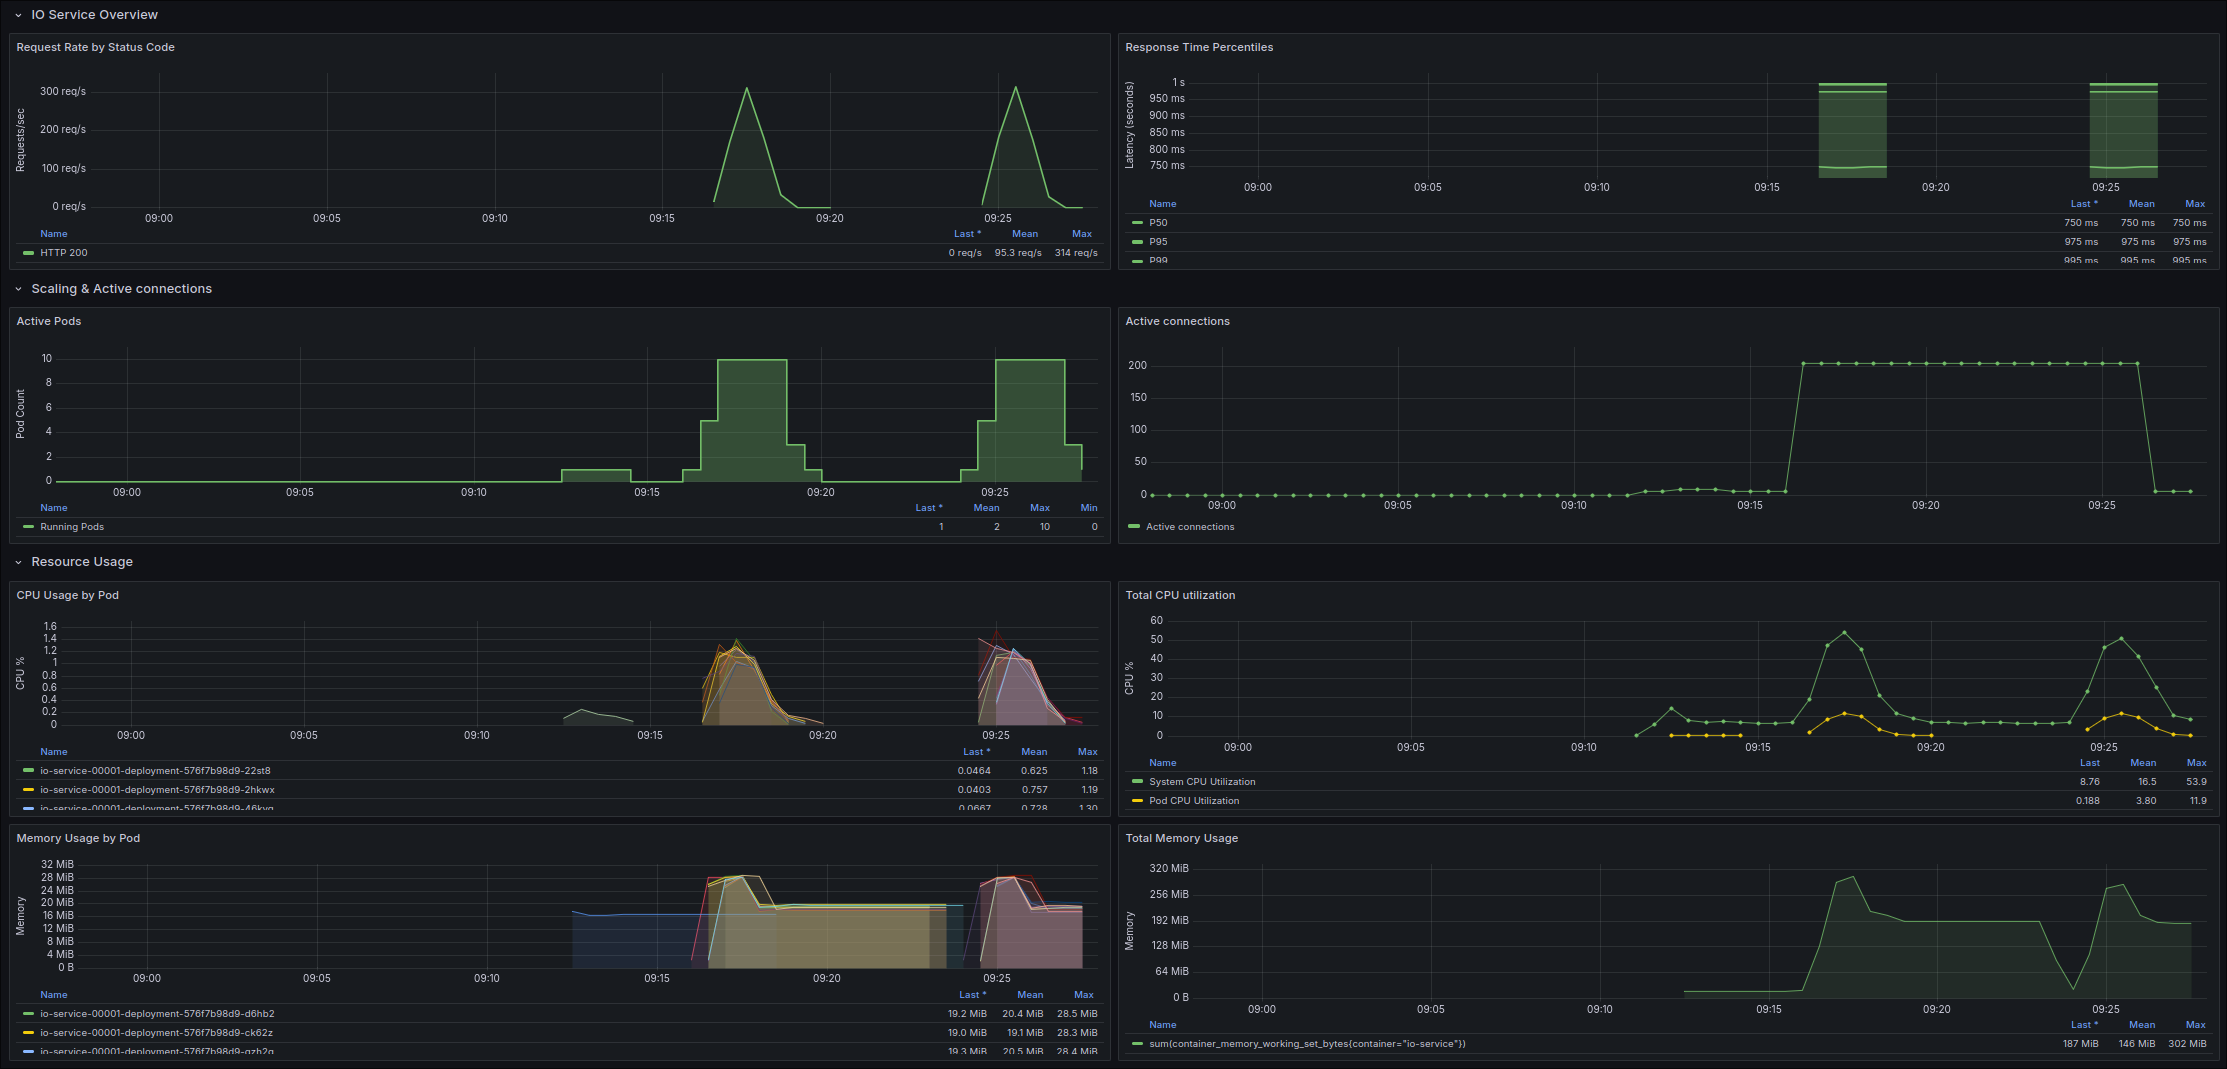 IO Service Overview
Request Rate by Status Code
Requests/sec
300 req/s
200 req/s
100 req/s
0 req/s
09:00 09:05 09:10 09:15 09:20 09:25
Name Last * Mean Max
HTTP 200 0 req/s 95.3 req/s 314 req/s
Response Time Percentiles
Latency (seconds)
1 s
950 ms
900 ms
850 ms
800 ms
750 ms
09:00 09:05 09:10 09:15 09:20 09:25
Name Last * Mean Max
P50 750 ms 750 ms 750 ms
P95 975 ms 975 ms 975 ms
P99 995 ms 995 ms 995 ms
Scaling & Active connections
Active Pods
Pod Count
10
8
6
4
2
0
09:00 09:05 09:10 09:15 09:20 09:25
Name Last * Mean Max Min
Running Pods 1 2 10 0
Active connections
200
150
100
50
0
09:00 09:05 09:10 09:15 09:20 09:25
Active connections
Resource Usage
CPU Usage by Pod
CPU %
1.6
1.4
1.2
1
0.8
0.6
0.4
0.2
0
09:00 09:05 09:10 09:15 09:20 09:25
Name Last * Mean Max
io-service-00001-deployment-576f7b98d9-22st8 0.0464 0.625 1.18
io-service-00001-deployment-576f7b98d9-2hkwx 0.0403 0.757 1.19
0.0667 0.728 1.30
Total CPU utilization
CPU %
60
50
40
30
20
10
0
09:00 09:05 09:10 09:15 09:20 09:25
Name Last Mean Max
System CPU Utilization 8.76 16.5 53.9
Pod CPU Utilization 0.188 3.80 11.9
Memory Usage by Pod
Memory
32 MiB
28 MiB
24 MiB
20 MiB
16 MiB
12 MiB
8 MiB
4 MiB
0 B
09:00 09:05 09:10 09:15 09:20 09:25
Name Last * Mean Max
io-service-00001-deployment-576f7b98d9-d6hb2 19.2 MiB 20.4 MiB 28.5 MiB
io-service-00001-deployment-576f7b98d9-ck62z 19.0 MiB 19.1 MiB 28.3 MiB
19.3 MiB 20.5 MiB 28.4 MiB
Total Memory Usage
Memory
320 MiB
256 MiB
192 MiB
128 MiB
64 MiB
0 B
09:00 09:05 09:10 09:15 09:20 09:25
Name Last * Mean Max
sum(container_memory_working_set_bytes{container="io-service"}) 187 MiB 146 MiB 302 MiB